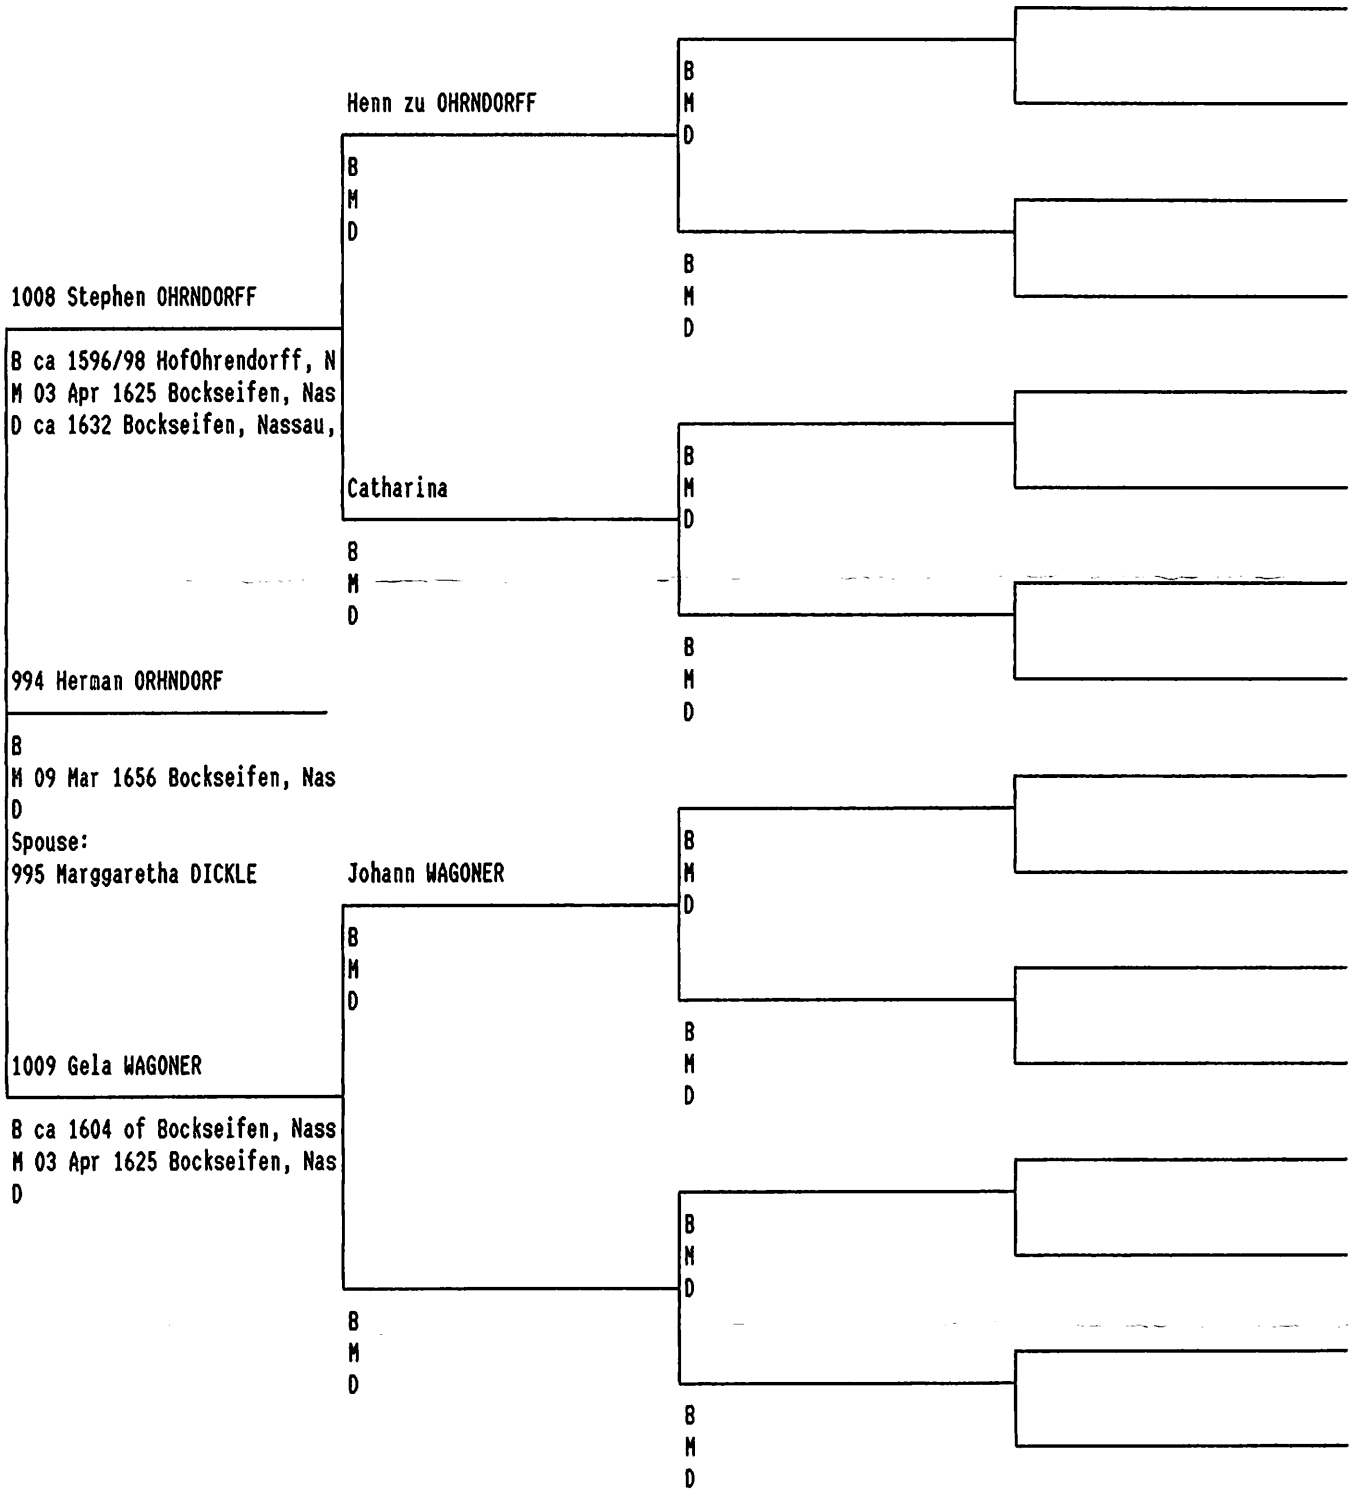 B
M
Henn zu OHRNDORFF
D
B
M
D
B
M
1008 Stephen OHRNDORFF
D
B ca 1596/98 HofOhrendorff, N
M 03 Apr 1625 Bockseifen, Nas
D ca 1632 Bockseifen, Nassau,
B
Catharina
M
D
B
M
D
B
994 Herman ORHNDORF
M
D
B
M 09 Mar 1656 Bockseifen, Nas
D
Spouse:
995 Marggaretha DICKLE
B
Johann WAGONER
M
D
B
M
D
B
1009 Gela WAGONER
M
D
B ca 1604 of Bockseifen, Nass
M 03 Apr 1625 Bockseifen, Nas
D
B
M
D
B
M
D
B
M
D